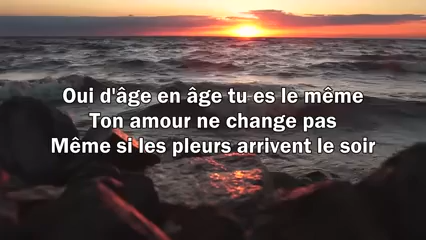 Oui d'âge en âge tu es le même
Ton amour ne change pas
Même si les pleurs arrivent le soir